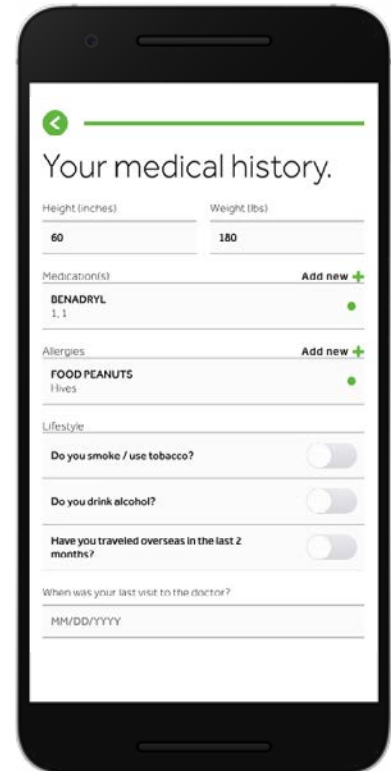 Your medical history.
Height (inches) Weight (lbs)
60 180
Medication(s) Add new
BENADRYL
1, 1
Allergies Add new
FOOD PEANUTS
Hives
Lifestyle
Do you smoke / use tobacco?
Do you drink alcohol?
Have you traveled overseas in the last 2
months?
When was your last visit to the doctor?
MM/DD/YYYY